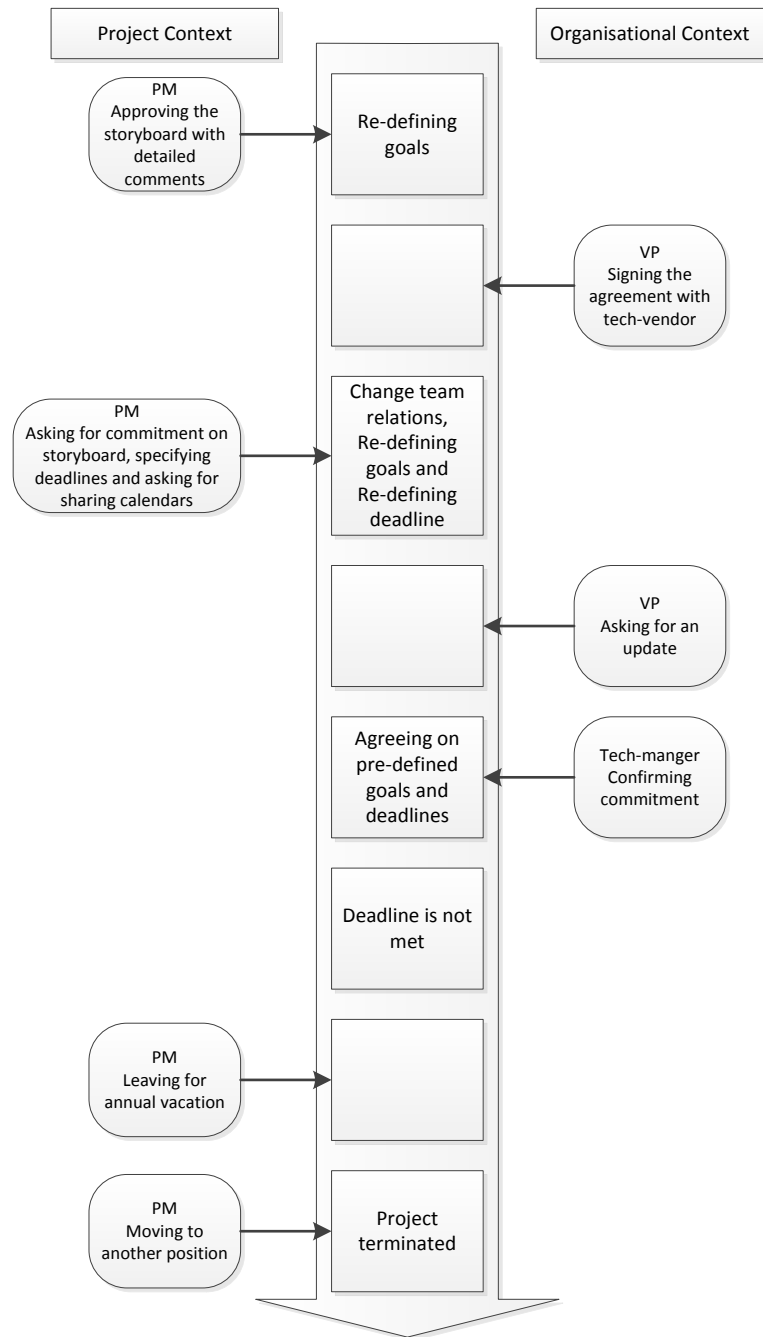 Project Context
Organisational Context
PM
Approving the
storyboard with
detailed
comments
Re-defining
goals
VP
Signing the
agreement with
tech-vendor
PM
Asking for commitment on
storyboard, specifying
deadlines and asking for
sharing calendars
Change team
relations,
Re-defining
goals and
Re-defining
deadline
VP
Asking for an
update
Agreeing on
pre-defined
goals and
deadlines
Tech-manger
Confirming
commitment
Deadline is not
met
PM
Leaving for
annual vacation
PM
Moving to
another position
Project
terminated